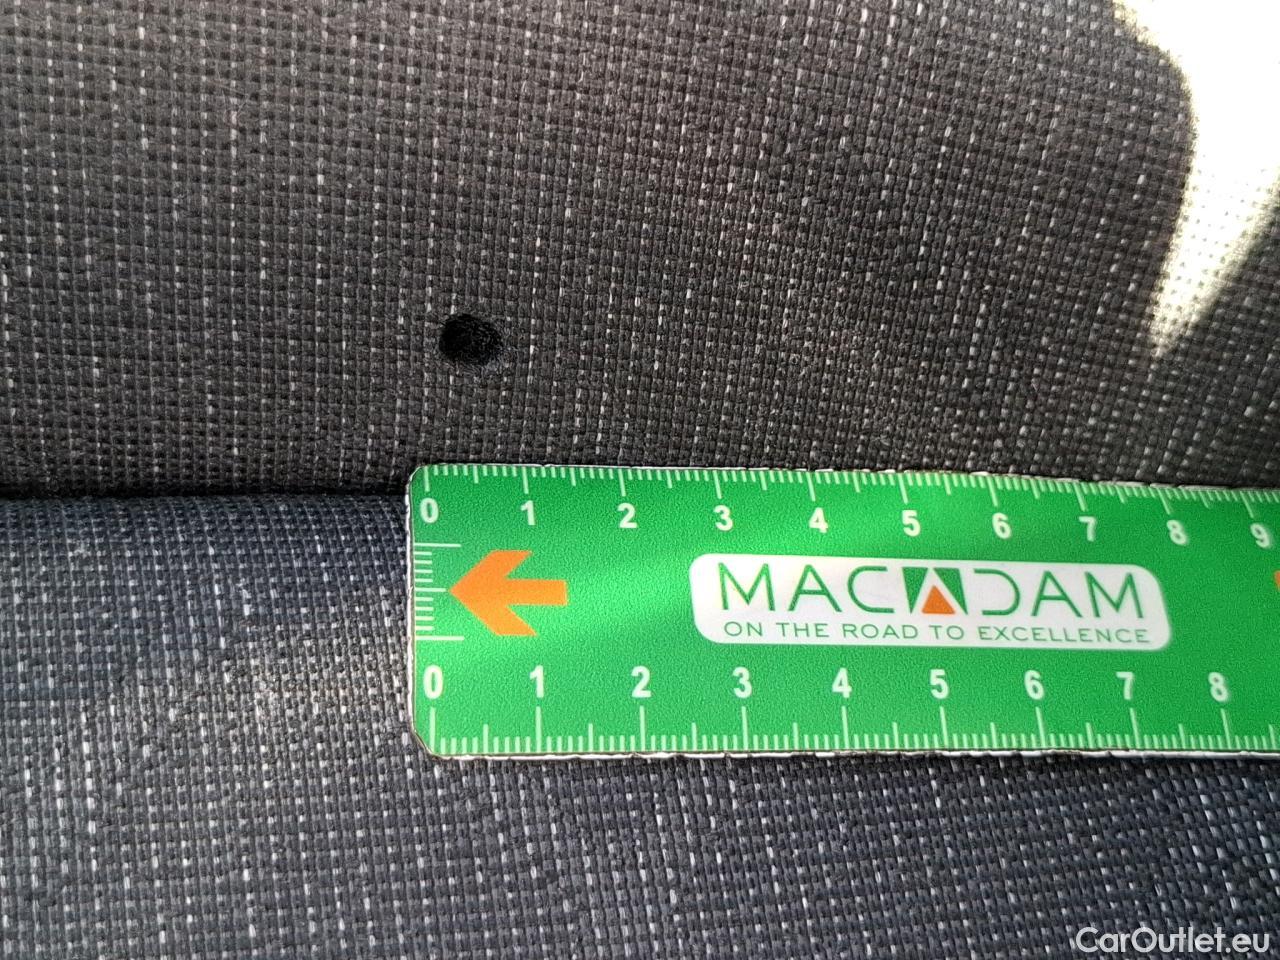 0 1 2 3 4 5 6 7 8 9
MACADAM
ON THE ROAD TO EXCELLENCE
0 1 2 3 4 5 6 7 8
CarOutlet.eu